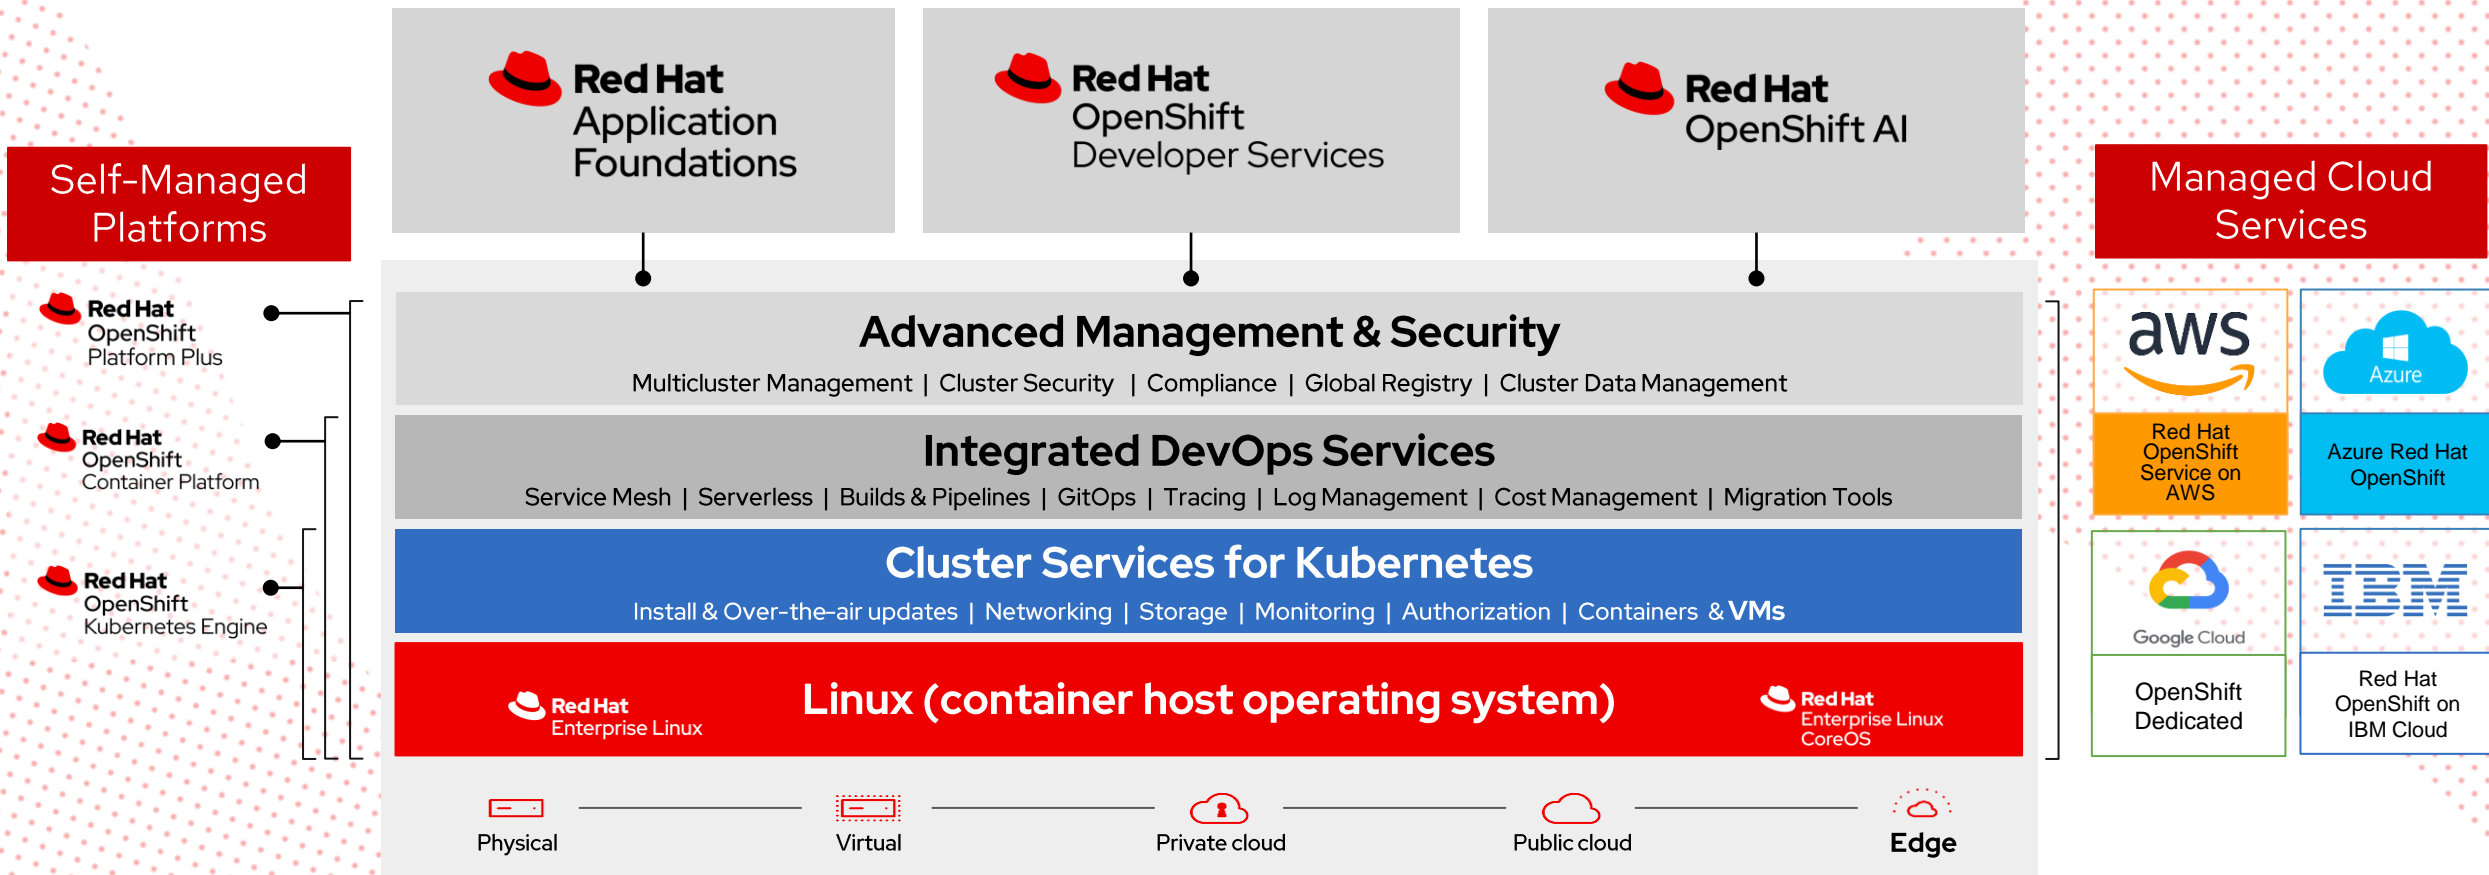 Red Hat
Application
Foundations
Red Hat
OpenShift
Developer Services
Red Hat
OpenShift AI
Self-Managed
Platforms
Red Hat
OpenShift
Platform Plus
Red Hat
OpenShift
Container Platform
Red Hat
OpenShift
Kubernetes Engine
Advanced Management & Security
Multicluster Management | Cluster Security | Compliance | Global Registry | Cluster Data Management
Integrated DevOps Services
Service Mesh | Serverless | Builds & Pipelines | GitOps | Tracing | Log Management | Cost Management | Migration Tools
Cluster Services for Kubernetes
Install & Over-the-air updates | Networking | Storage | Monitoring | Authorization | Containers & VMs
Red Hat
Enterprise Linux
Linux (container host operating system)
Red Hat
Enterprise Linux
CoreOS
Physical
Virtual
Private cloud
Public cloud
Edge
Managed Cloud
Services
aws
Red Hat
OpenShift
Service on
AWS
Azure
Azure Red Hat
OpenShift
Google Cloud
OpenShift
Dedicated
IBM
Red Hat
OpenShift on
IBM Cloud